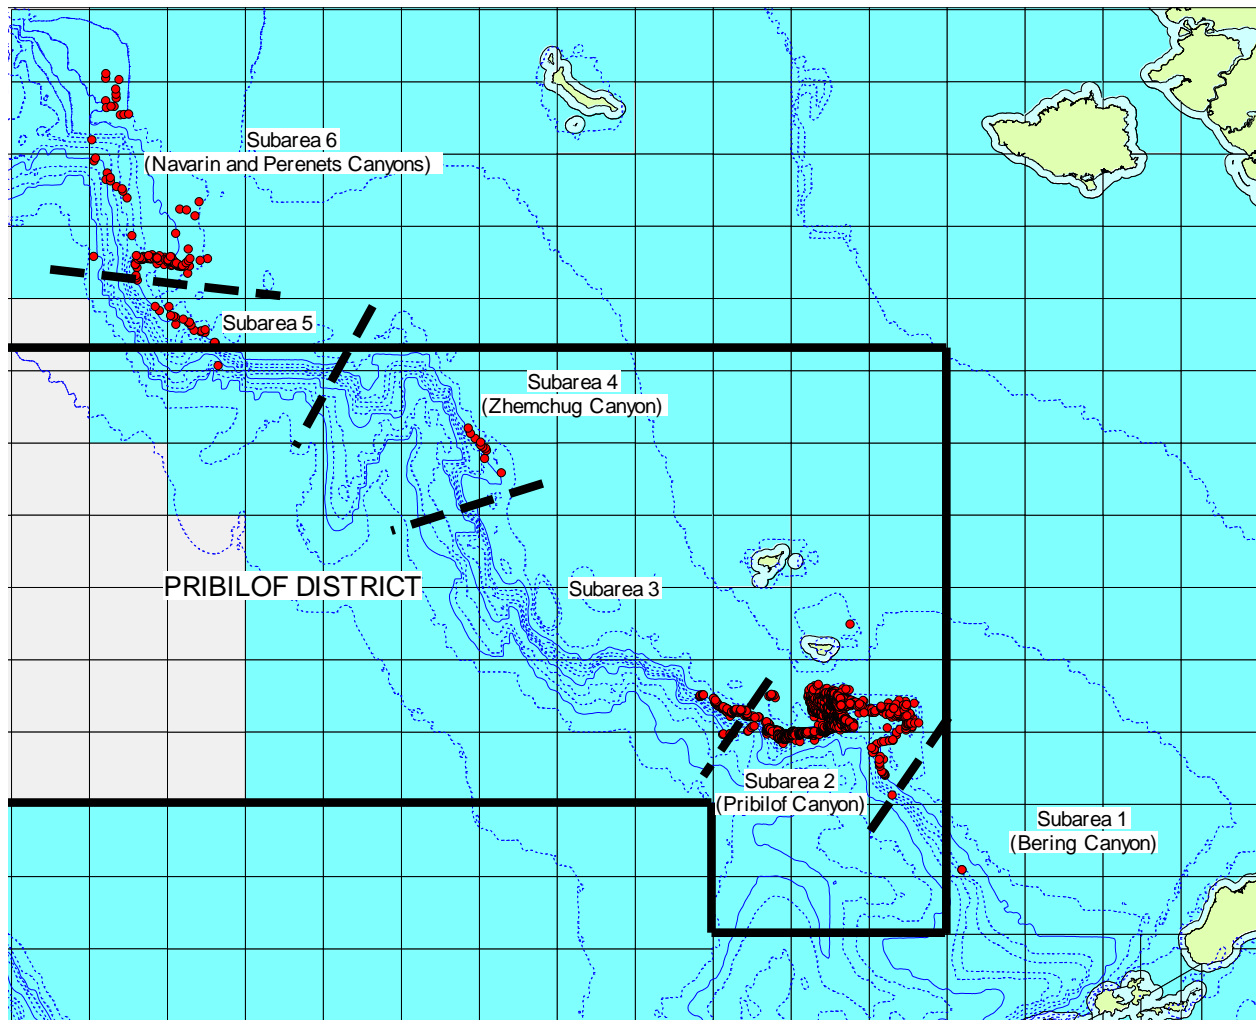 Subarea 6
(Navarin and Perenets Canyons)
Subarea 5
Subarea 4
(Zhemchug Canyon)
PRIBILOF DISTRICT
Subarea 3
Subarea 2
(Pribilof Canyon)
Subarea 1
(Bering Canyon)